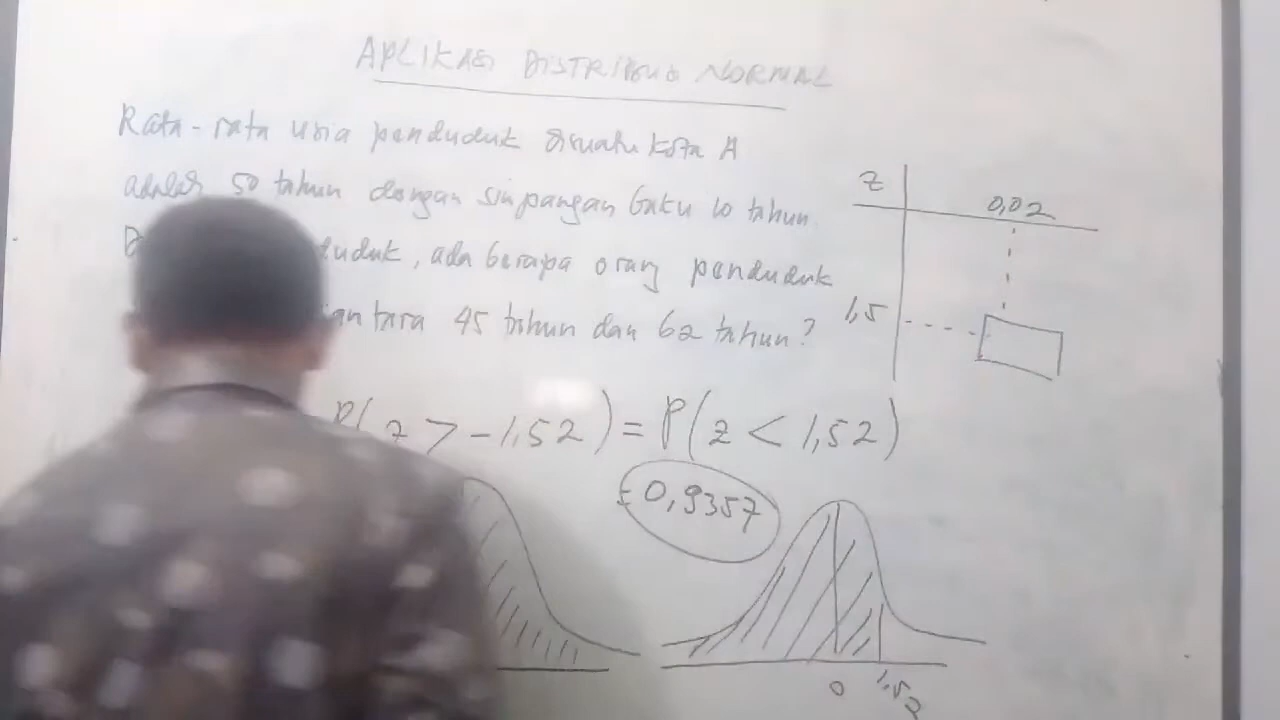 APLIKASI DISTRIBUSI NORMAL
Rata-rata usia penduduk disuatu kota A
adalah 50 tahun dengan simpangan baku 10 tahun.
duduk, ada berapa orang penduduk
antara 45 tahun dan 62 tahun?
z 0,02
1,5
P(z > -1,52) = P(z < 1,52)
= 0,9357
0 1,52